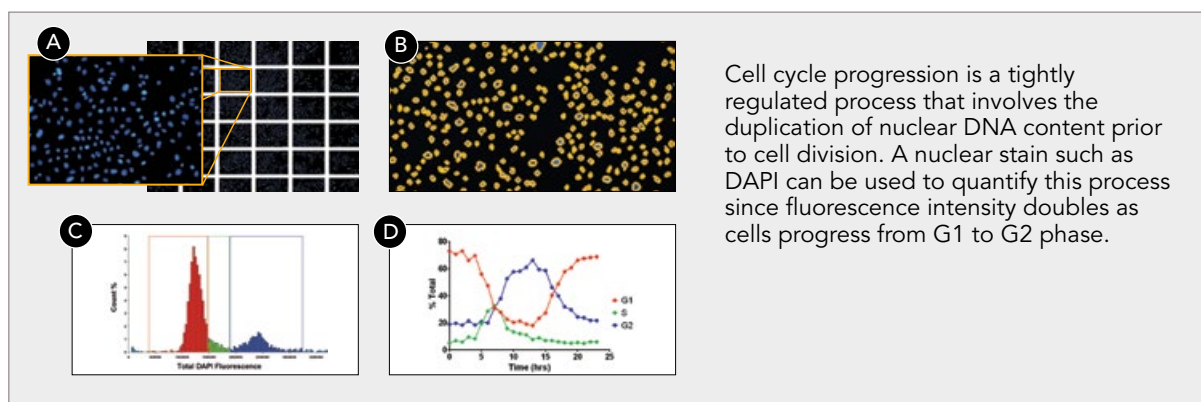 A
B
Cell cycle progression is a tightly
regulated process that involves the
duplication of nuclear DNA content prior
to cell division. A nuclear stain such as
DAPI can be used to quantify this process
since fluorescence intensity doubles as
cells progress from G1 to G2 phase.
C
Count %
Total DAPI Fluorescence
D
80
60
40
20
0
% Total
0 5 10 15 20 25
Time (hrs)
G1
S
G2